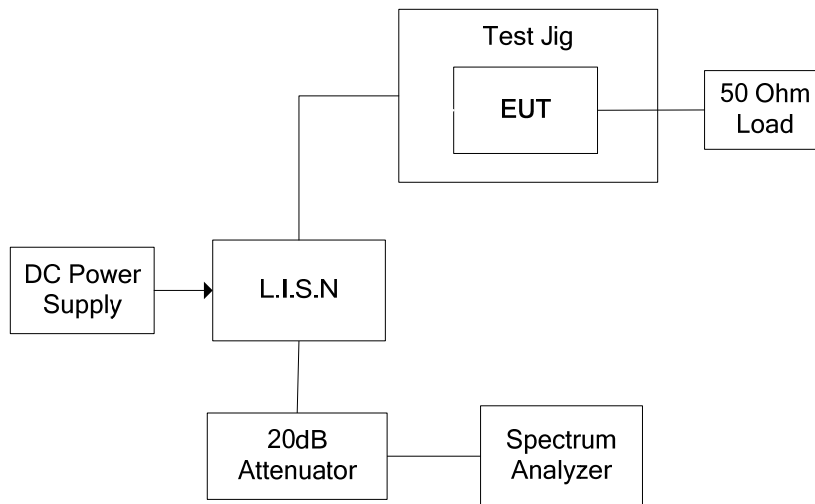 Test Jig
EUT
50 Ohm
Load
DC Power
Supply
L.I.S.N
20dB
Attenuator
Spectrum
Analyzer